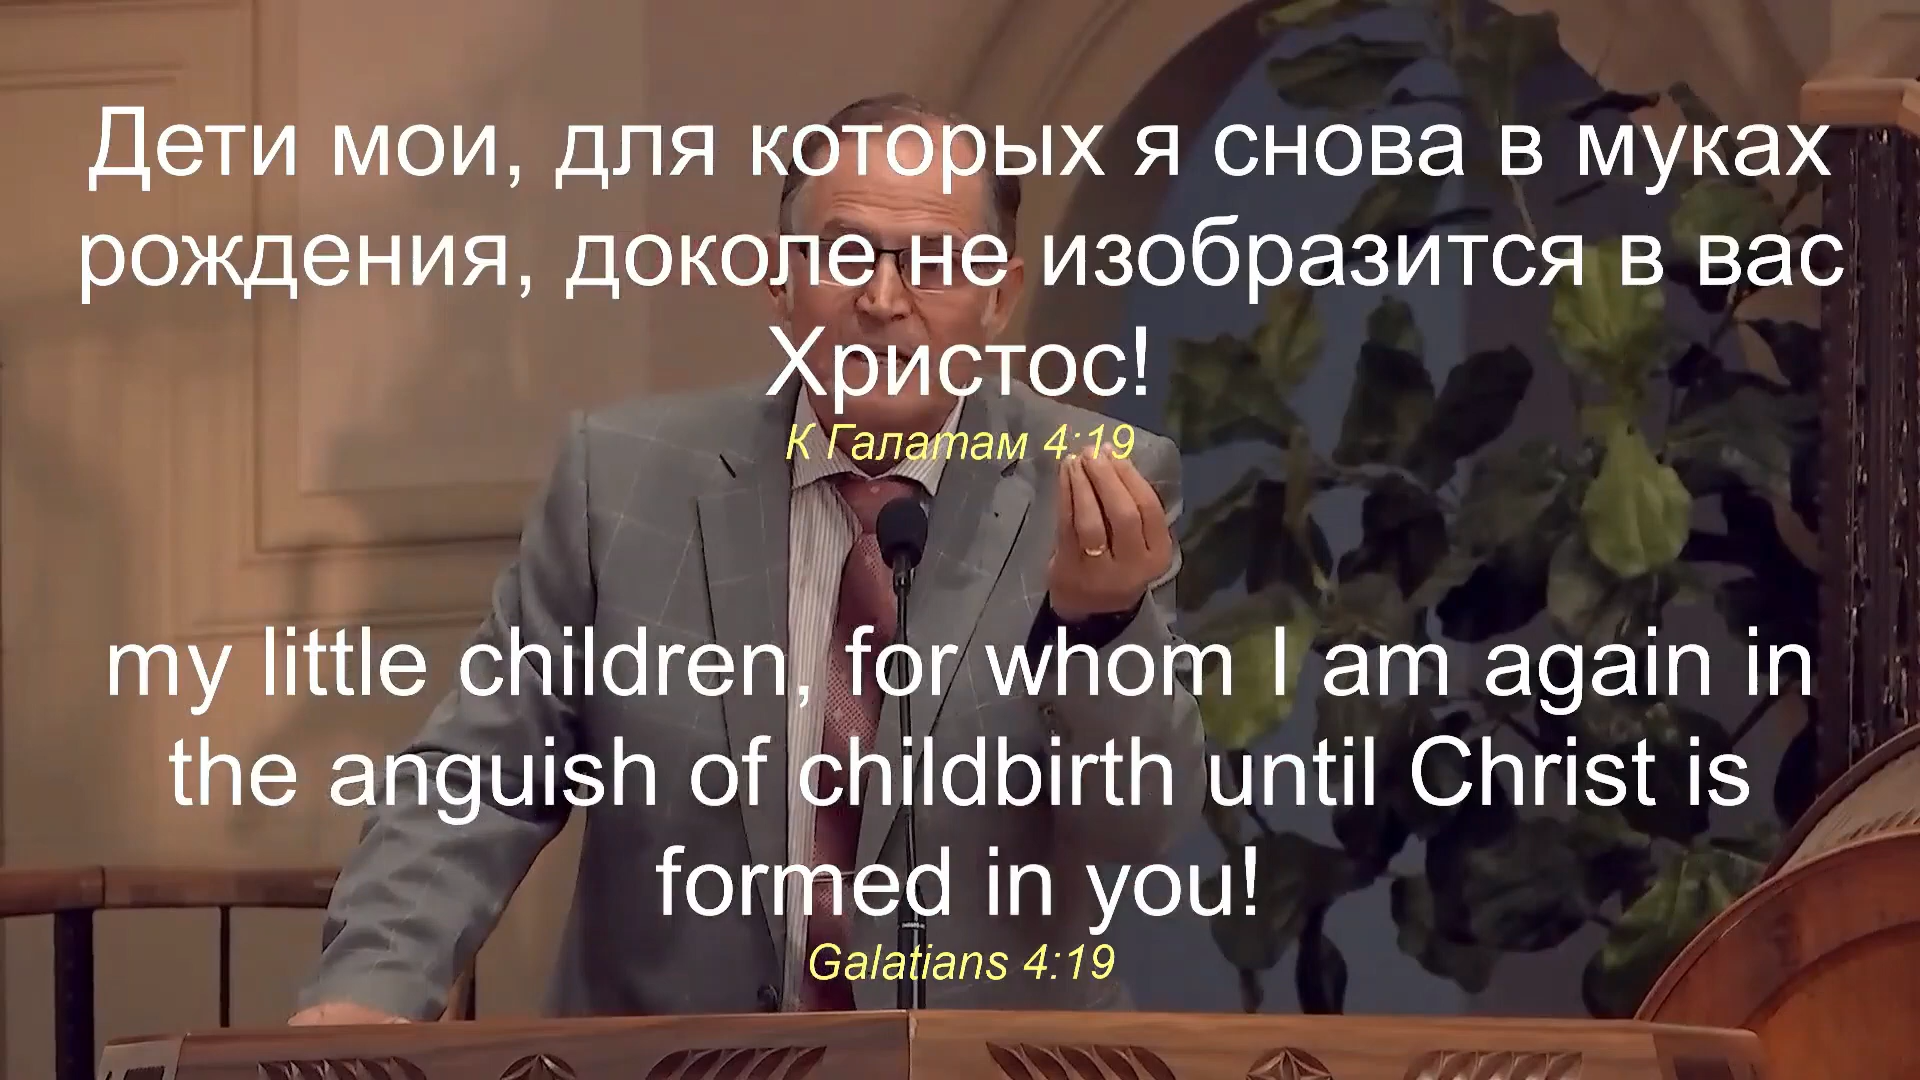 Дети мои, для которых я снова в муках
рождения, доколе не изобразится в вас
Христос!
К Галатам 4:19
my little children, for whom I am again in
the anguish of childbirth until Christ is
formed in you!
Galatians 4:19